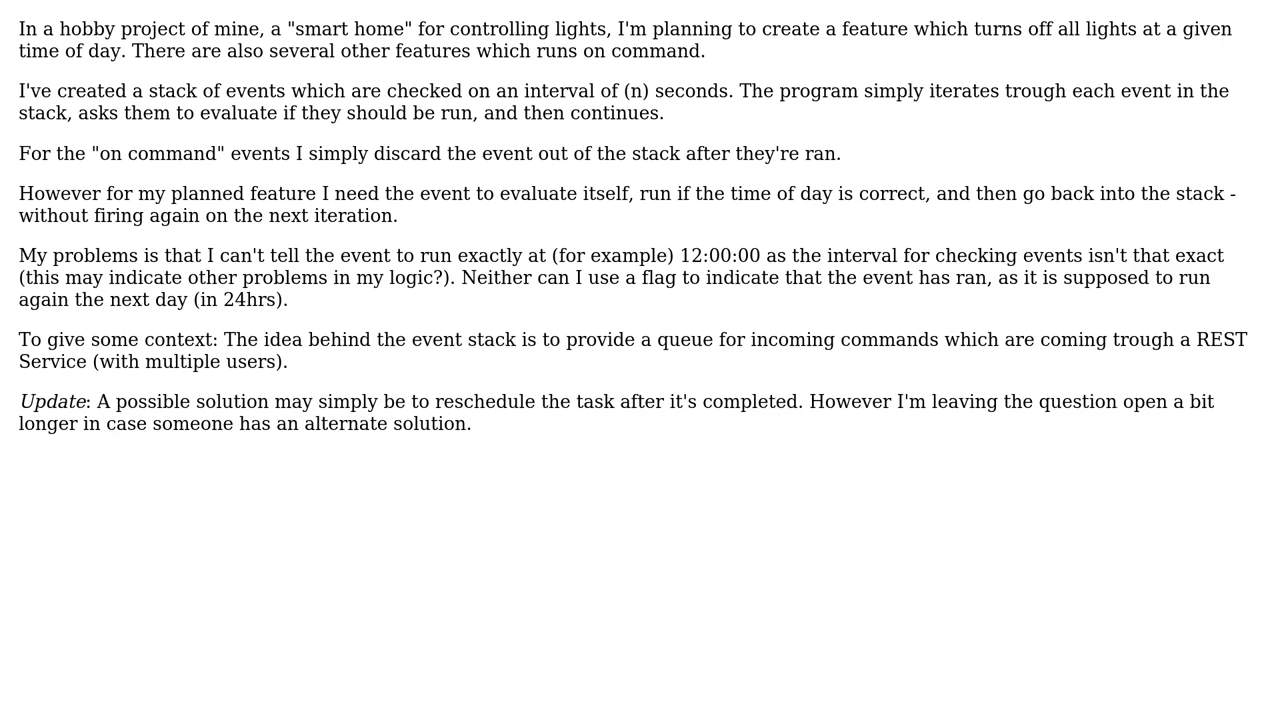 In a hobby project of mine, a "smart home" for controlling lights, I'm planning to create a feature which turns off all lights at a given
time of day. There are also several other features which runs on command.
I've created a stack of events which are checked on an interval of (n) seconds. The program simply iterates trough each event in the
stack, asks them to evaluate if they should be run, and then continues.
For the "on command" events I simply discard the event out of the stack after they're ran.
However for my planned feature I need the event to evaluate itself, run if the time of day is correct, and then go back into the stack -
without firing again on the next iteration.
My problems is that I can't tell the event to run exactly at (for example) 12:00:00 as the interval for checking events isn't that exact
(this may indicate other problems in my logic?). Neither can I use a flag to indicate that the event has ran, as it is supposed to run
again the next day (in 24hrs).
To give some context: The idea behind the event stack is to provide a queue for incoming commands which are coming trough a REST
Service (with multiple users).
Update: A possible solution may simply be to reschedule the task after it's completed. However I'm leaving the question open a bit
longer in case someone has an alternate solution.